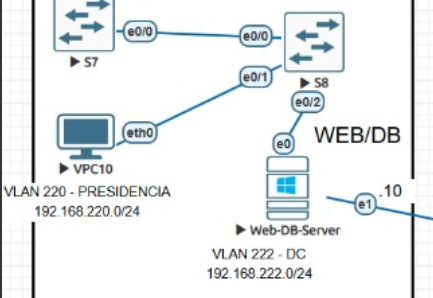 e0/0
e0/0
S7
e0/1
S8
e0/2
eth0
WEB/DB
e0
VPC10
VLAN 220 - PRESIDENCIA
192.168.220.0/24
.10
e1
Web-DB-Server
VLAN 222 - DC
192.168.222.0/24